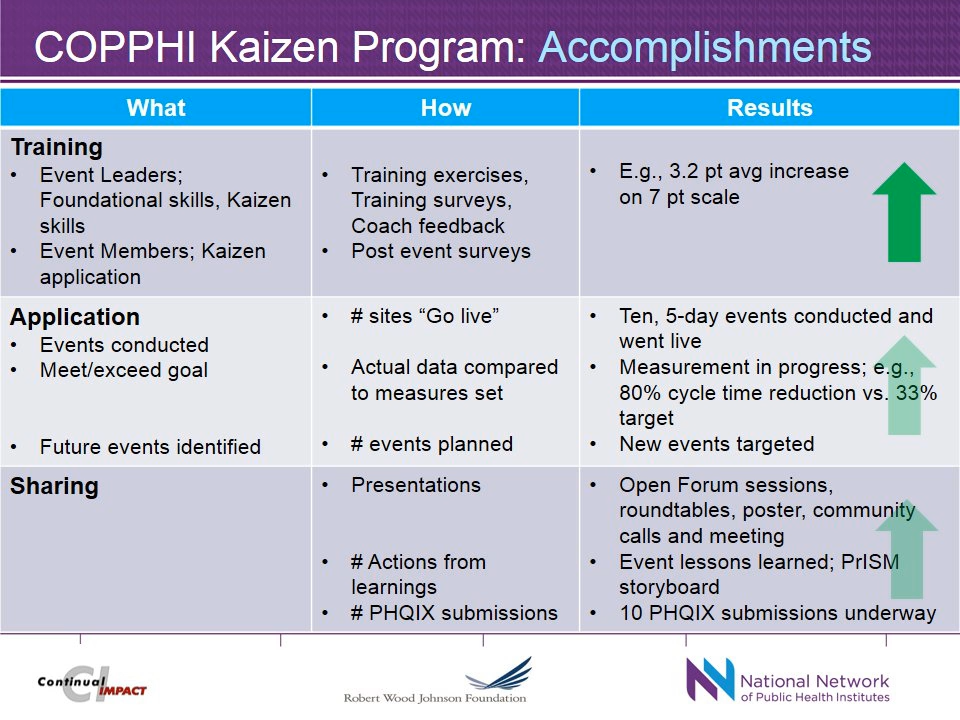 COPPHI Kaizen Program: Accomplishments
What
How
Results
Training
• Event Leaders;
Foundational skills, Kaizen
skills
• Event Members; Kaizen
application
• Training exercises,
Training surveys,
Coach feedback
• Post event surveys
• E.g., 3.2 pt avg increase
on 7 pt scale
Application
• Events conducted
• Meet/exceed goal
• Future events identified
• # sites “Go live”
• Actual data compared
to measures set
• # events planned
• Ten, 5-day events conducted and
went live
• Measurement in progress; e.g.,
80% cycle time reduction vs. 33%
target
• New events targeted
Sharing
• Presentations
• # Actions from
learnings
• # PHQIX submissions
• Open Forum sessions,
roundtables, poster, community
calls and meeting
• Event lessons learned; PrISM
storyboard
• 10 PHQIX submissions underway
CI
Continual
IMPACT
Robert Wood Johnson Foundation
National Network
of Public Health Institutes